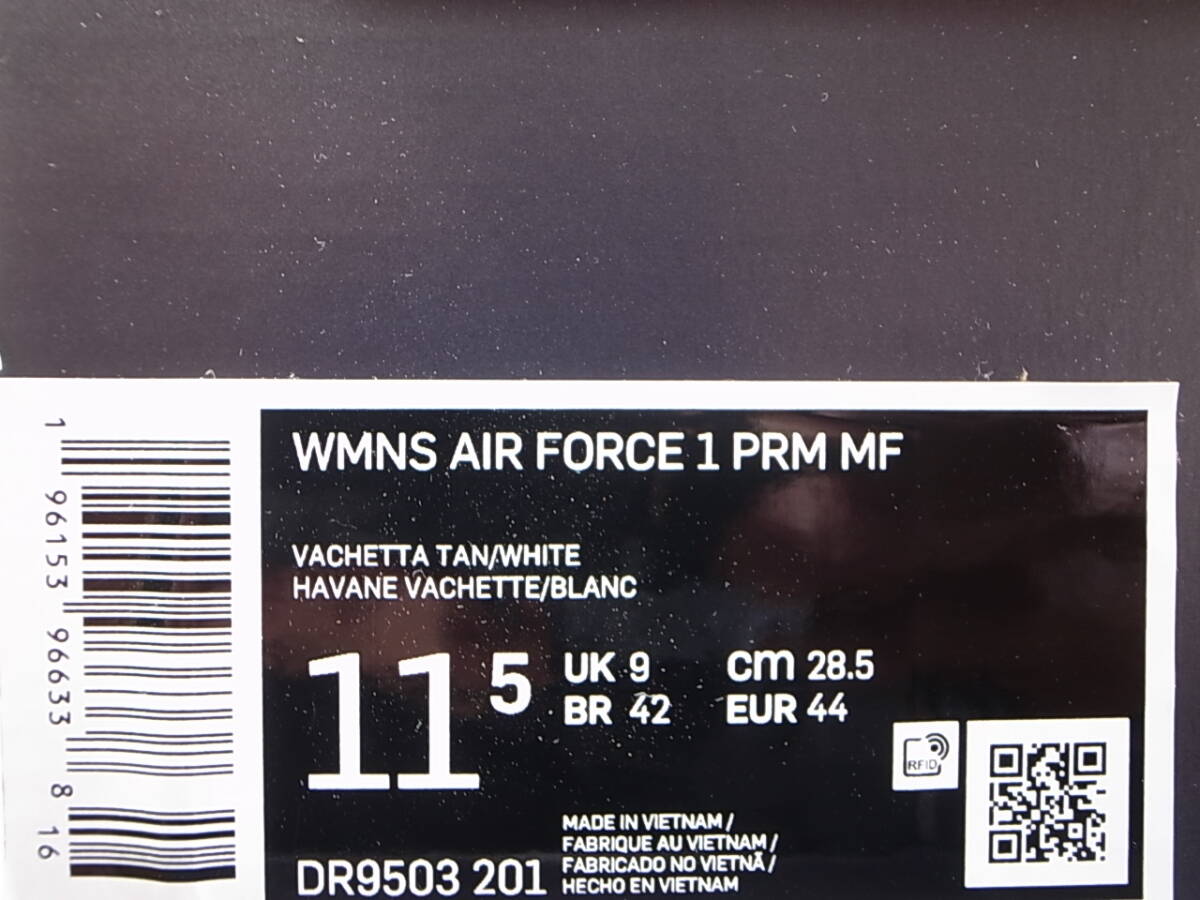 WMNS AIR FORCE 1 PRM MF
VACHETTA TAN/WHITE
HAVANE VACHETTE/BLANC
11 5
UK 9 cm 28.5
BR 42 EUR 44
RFID
MADE IN VIETNAM /
FABRIQUE AU VIETNAM /
FABRICADO NO VIETNÃ /
HECHO EN VIETNAM
DR9503 201
1 96153 96633 8 16